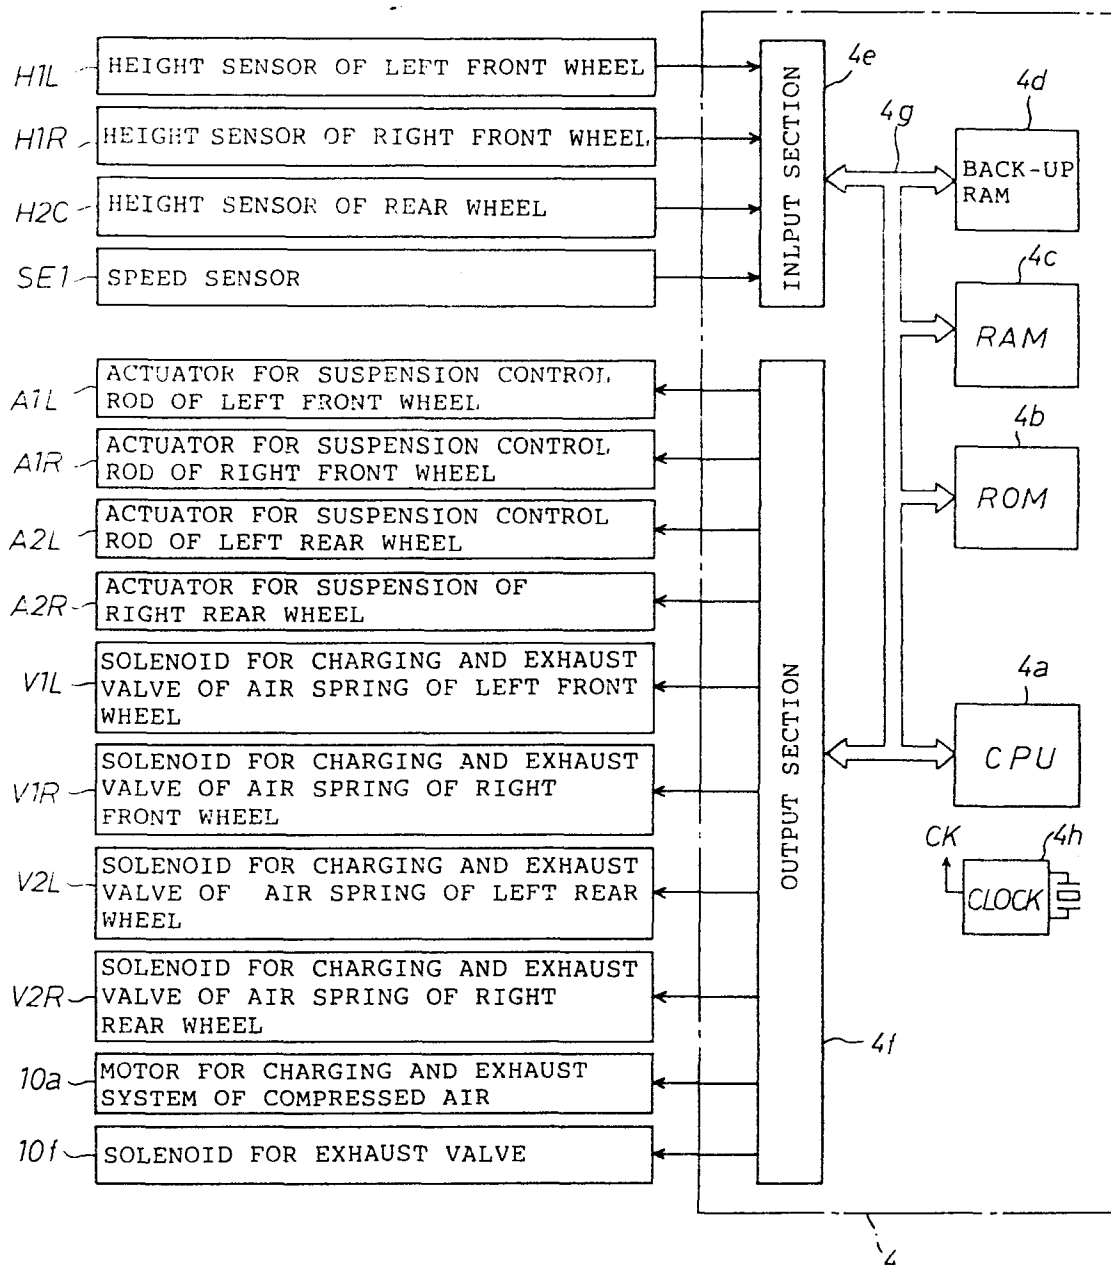 H1L HEIGHT SENSOR OF LEFT FRONT WHEEL
H1R HEIGHT SENSOR OF RIGHT FRONT WHEEL
H2C HEIGHT SENSOR OF REAR WHEEL
SE1 SPEED SENSOR
INLPUT SECTION
4e
4g
4d
BACK-UP
RAM
4c
RAM
4b
ROM
4a
CPU
CK
4h
CLOCK
A1L
ACTUATOR FOR SUSPENSION CONTROL
ROD OF LEFT FRONT WHEEL
A1R
ACTUATOR FOR SUSPENSION CONTROL
ROD OF RIGHT FRONT WHEEL
A2L
ACTUATOR FOR SUSPENSION CONTROL
ROD OF LEFT REAR WHEEL
A2R
ACTUATOR FOR SUSPENSION OF
RIGHT REAR WHEEL
V1L
SOLENOID FOR CHARGING AND EXHAUST
VALVE OF AIR SPRING OF LEFT FRONT
WHEEL
V1R
SOLENOID FOR CHARGING AND EXHAUST
VALVE OF AIR SPRING OF RIGHT
FRONT WHEEL
V2L
SOLENOID FOR CHARGING AND EXHAUST
VALVE OF AIR SPRING OF LEFT REAR
WHEEL
V2R
SOLENOID FOR CHARGING AND EXHAUST
VALVE OF AIR SPRING OF RIGHT
REAR WHEEL
10a
MOTOR FOR CHARGING AND EXHAUST
SYSTEM OF COMPRESSED AIR
10f
SOLENOID FOR EXHAUST VALVE
OUTPUT SECTION
4f
4